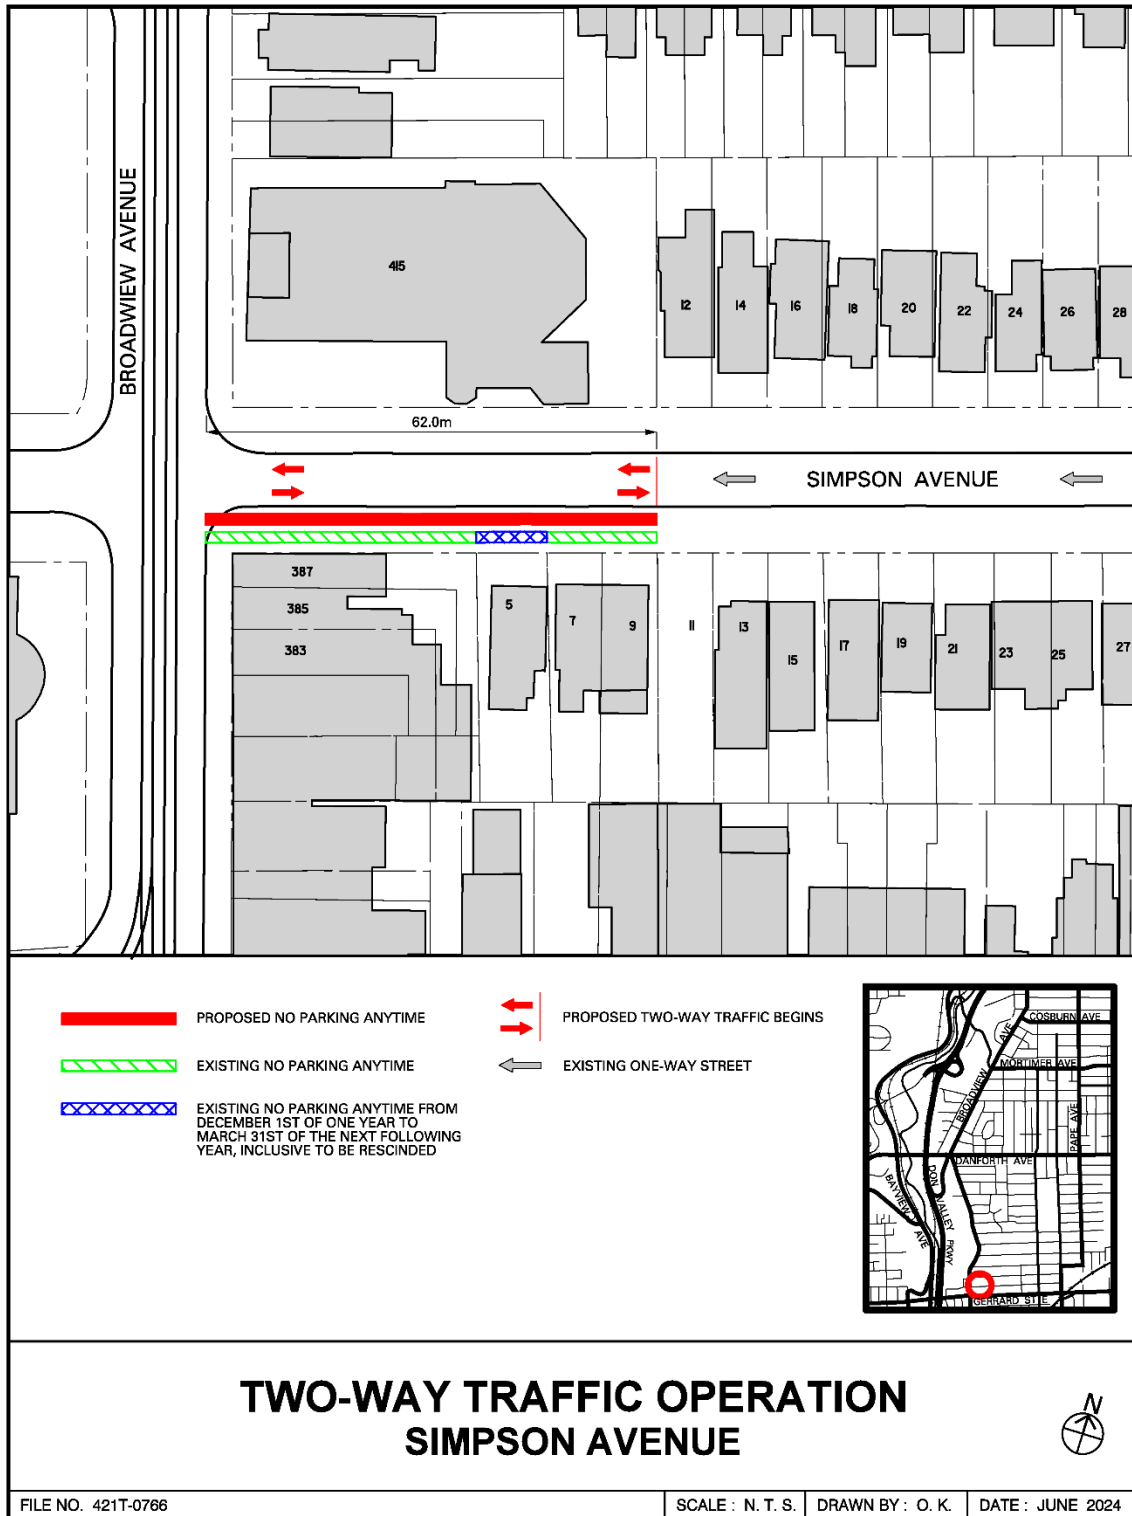 BROADVIEW AVENUE
415
12
14
16
18
20
22
24
26
28
62.0m
SIMPSON AVENUE
387
385
383
5
7
9
11
13
15
17
19
21
23
25
27
PROPOSED NO PARKING ANYTIME
EXISTING NO PARKING ANYTIME
EXISTING NO PARKING ANYTIME FROM
DECEMBER 1ST OF ONE YEAR TO
MARCH 31ST OF THE NEXT FOLLOWING
YEAR, INCLUSIVE TO BE RESCINDED
PROPOSED TWO-WAY TRAFFIC BEGINS
EXISTING ONE-WAY STREET
COSBURN AVE
MORTIMER AVE
BROADVIEW AVE
PAPE AVE
DANFORTH AVE
DON VALLEY PKWY
BAYVIEW AVE
GERRARD ST E
TWO-WAY TRAFFIC OPERATION
SIMPSON AVENUE
N
FILE NO. 421T-0766
SCALE : N. T. S.
DRAWN BY : O. K.
DATE : JUNE 2024